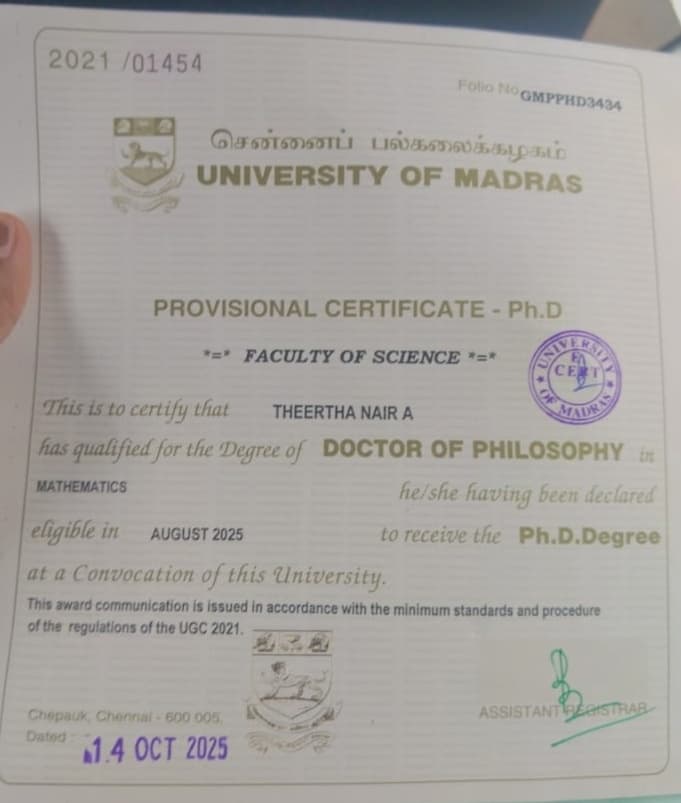 2021 /01454
Folio No GMPPHD3434
சென்னைப் பல்கலைக்கழகம்
UNIVERSITY OF MADRAS
PROVISIONAL CERTIFICATE - Ph.D
*=* FACULTY OF SCIENCE *=*
UNIVERSITY
CERT
OF MADRAS
This is to certify that THEERTHA NAIR A
has qualified for the Degree of DOCTOR OF PHILOSOPHY in
MATHEMATICS he/she having been declared
eligible in AUGUST 2025 to receive the Ph.D.Degree
at a Convocation of this University.
This award communication is issued in accordance with the minimum standards and procedure
of the regulations of the UGC 2021.
Chepauk, Chennai - 600 005.
ASSISTANT REGISTRAR
Dated : 14 OCT 2025